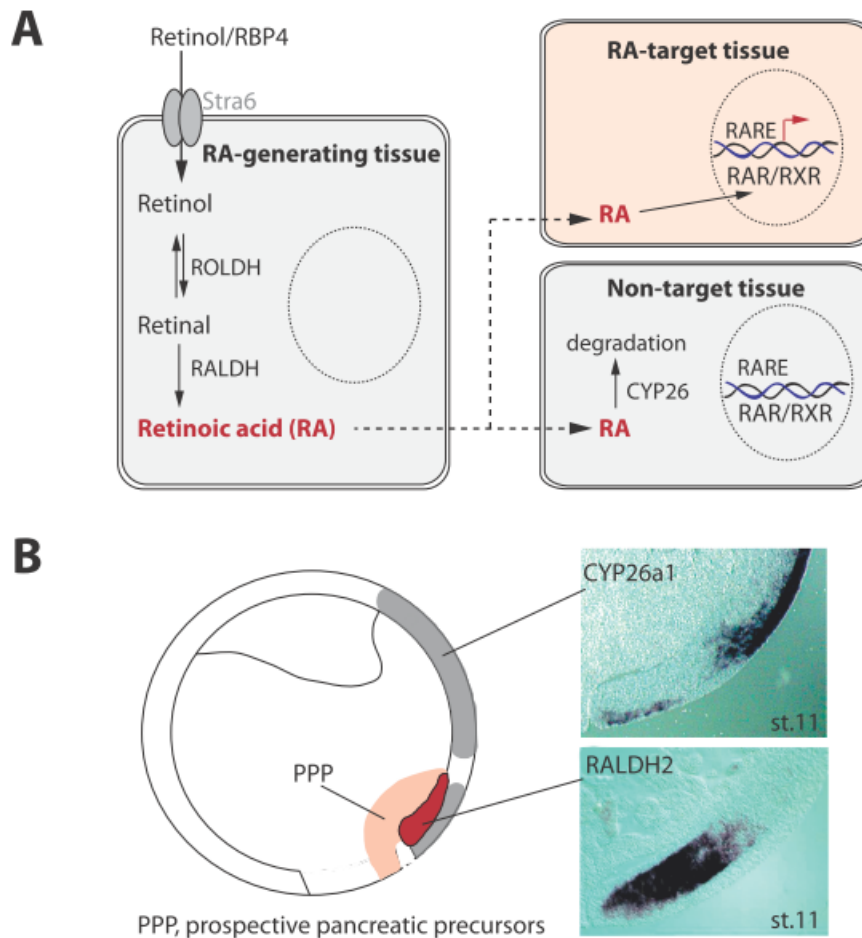 A
Retinol/RBP4
Stra6
RA-generating tissue
Retinol
ROLDH
Retinal
RALDH
Retinoic acid (RA)
RA-target tissue
RARE
RAR/RXR
RA
Non-target tissue
degradation
CYP26
RA
RARE
RAR/RXR
B
CYP26a1
st.11
PPP
RALDH2
st.11
PPP, prospective pancreatic precursors